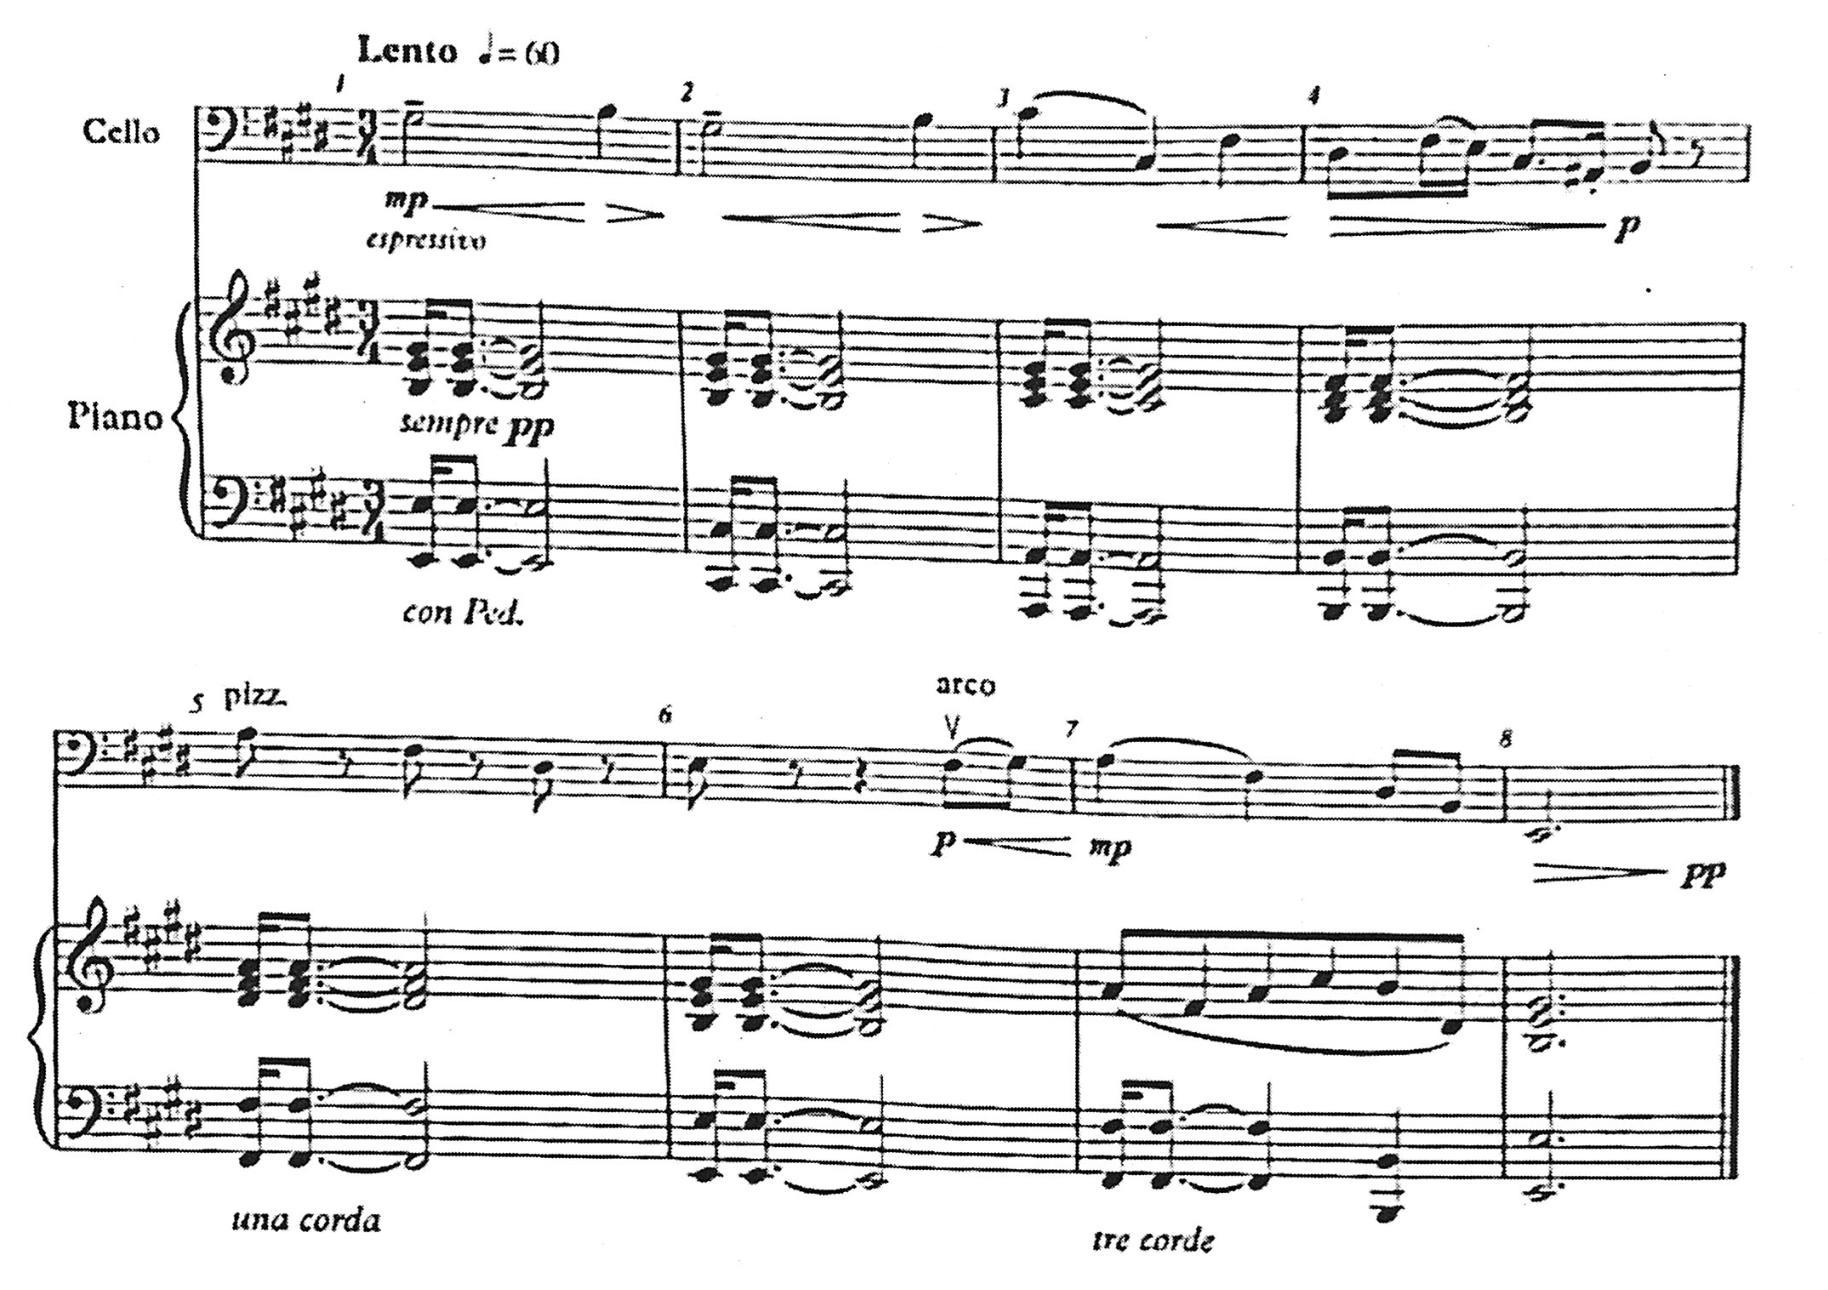 Lento ♩= 60
1 2 3 4
Cello
mp p
espressivo
Piano
sempre pp
con Ped.
5 pizz. 6 arco 7 8
p mp pp
una corda
tre corde